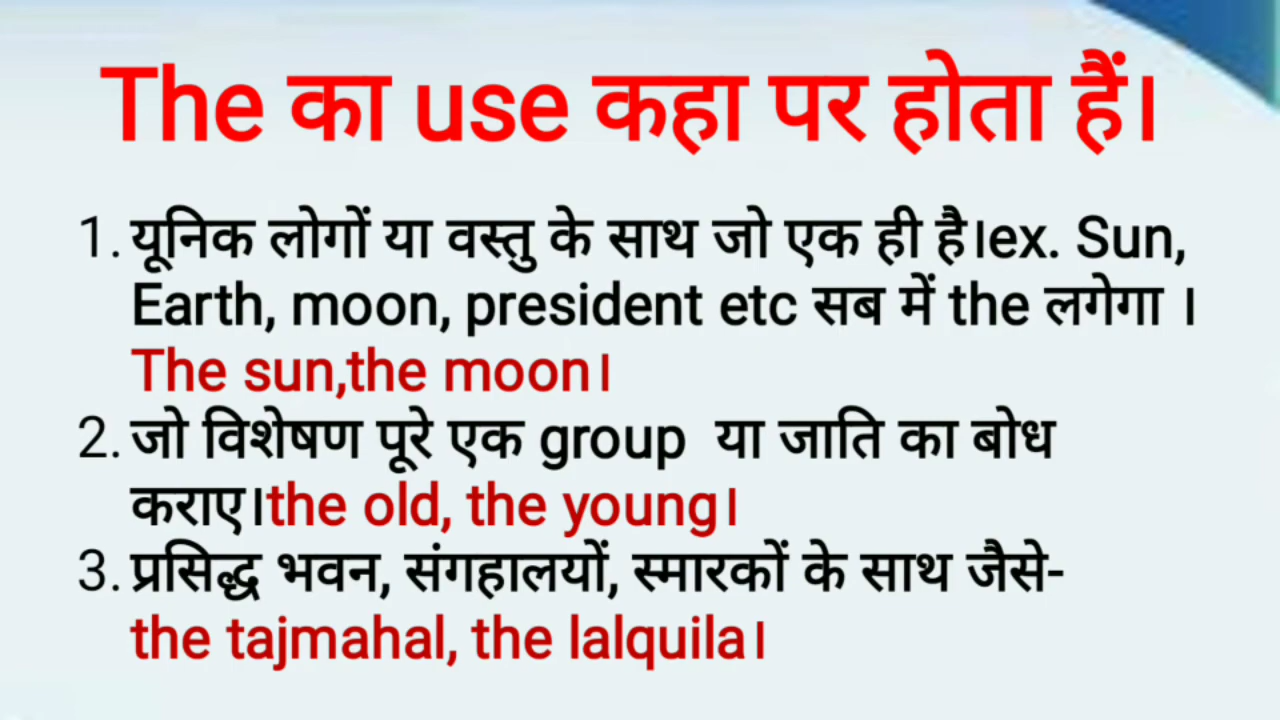 The का use कहा पर होता हैं।
1. यूनिक लोगों या वस्तु के साथ जो एक ही है।ex. Sun,
Earth, moon, president etc सब में the लगेगा ।
The sun,the moon।
2. जो विशेषण पूरे एक group या जाति का बोध
कराए।the old, the young।
3. प्रसिद्ध भवन, संगहालयों, स्मारकों के साथ जैसे-
the tajmahal, the lalquila।